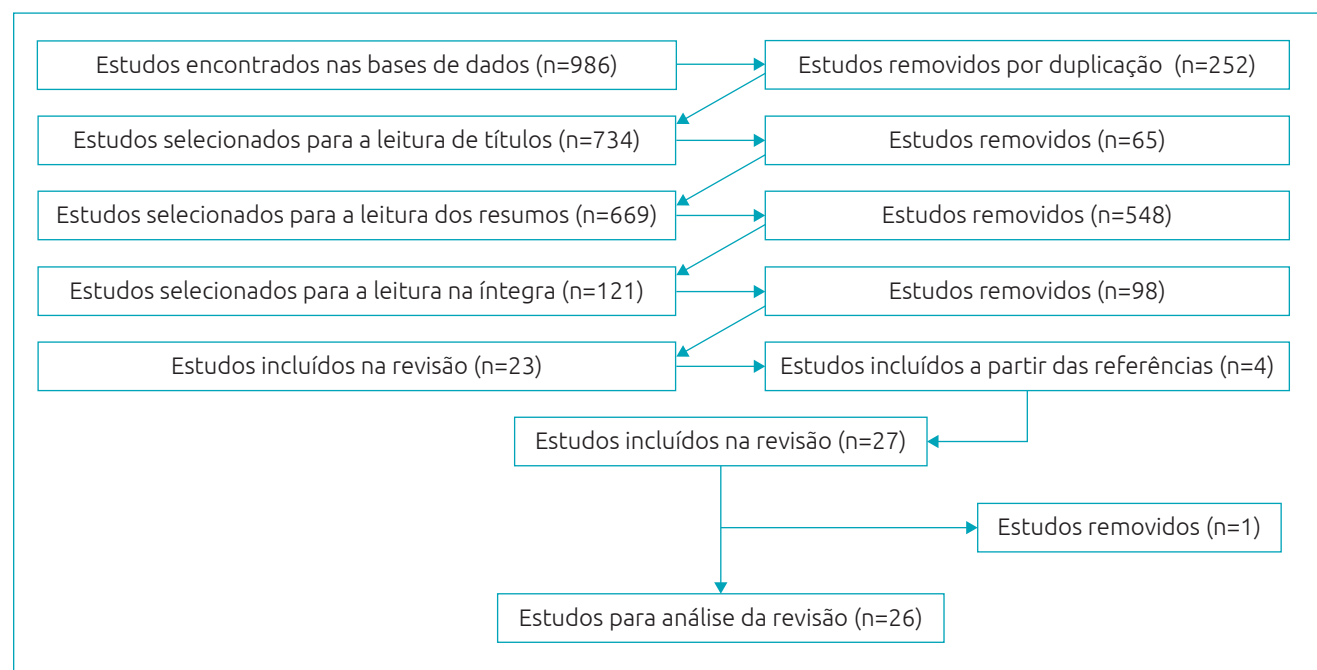 Estudos encontrados nas bases de dados (n=986)
Estudos removidos por duplicação (n=252)
Estudos selecionados para a leitura de títulos (n=734)
Estudos removidos (n=65)
Estudos selecionados para a leitura dos resumos (n=669)
Estudos removidos (n=548)
Estudos selecionados para a leitura na íntegra (n=121)
Estudos removidos (n=98)
Estudos incluídos na revisão (n=23)
Estudos incluídos a partir das referências (n=4)
Estudos incluídos na revisão (n=27)
Estudos removidos (n=1)
Estudos para análise da revisão (n=26)